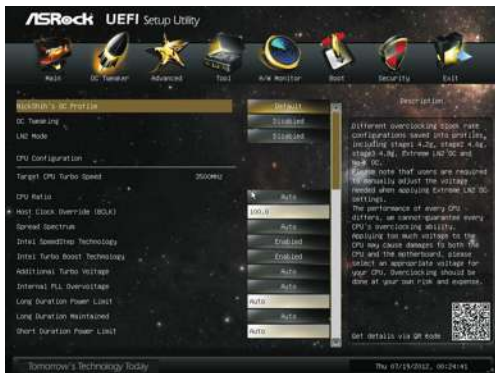 ASRock UEFI Setup Utility
Main OC Tweaker Advanced Tool H/W Monitor Boot Security Exit
NickShih's OC Profile Default
OC Tweaking Disabled
LN2 Mode Disabled
CPU Configuration
Target CPU Turbo Speed 3500MHz
CPU Ratio Auto
Host Clock Override (BCLK) 100.0
Spread Spectrum Auto
Intel SpeedStep Technology Enabled
Intel Turbo Boost Technology Enabled
Additional Turbo Voltage Auto
Internal PLL Overvoltage Auto
Long Duration Power Limit Auto
Long Duration Maintained Auto
Short Duration Power Limit Auto
Description
Different overclocking clock rate
configurations saved into profiles,
including stage1 4.2g, stage2 4.6g,
stage3 4.8g, Extreme LN2 OC and
OC.
Please note that users are required
to manually adjust the voltage
needed when applying Extreme LN2 OC
settings.
The performance of every CPU
differs, we cannot guarantee every
CPU's overclocking ability.
Applying too much voltage to the
CPU may cause damages to both the
CPU and the motherboard, please
select an appropriate voltage for
your CPU. Overclocking should be
done at your own risk and expense.
Get details via QR code
Tomorrow's Technology Today
Thu 07/19/2012, 00:24:41